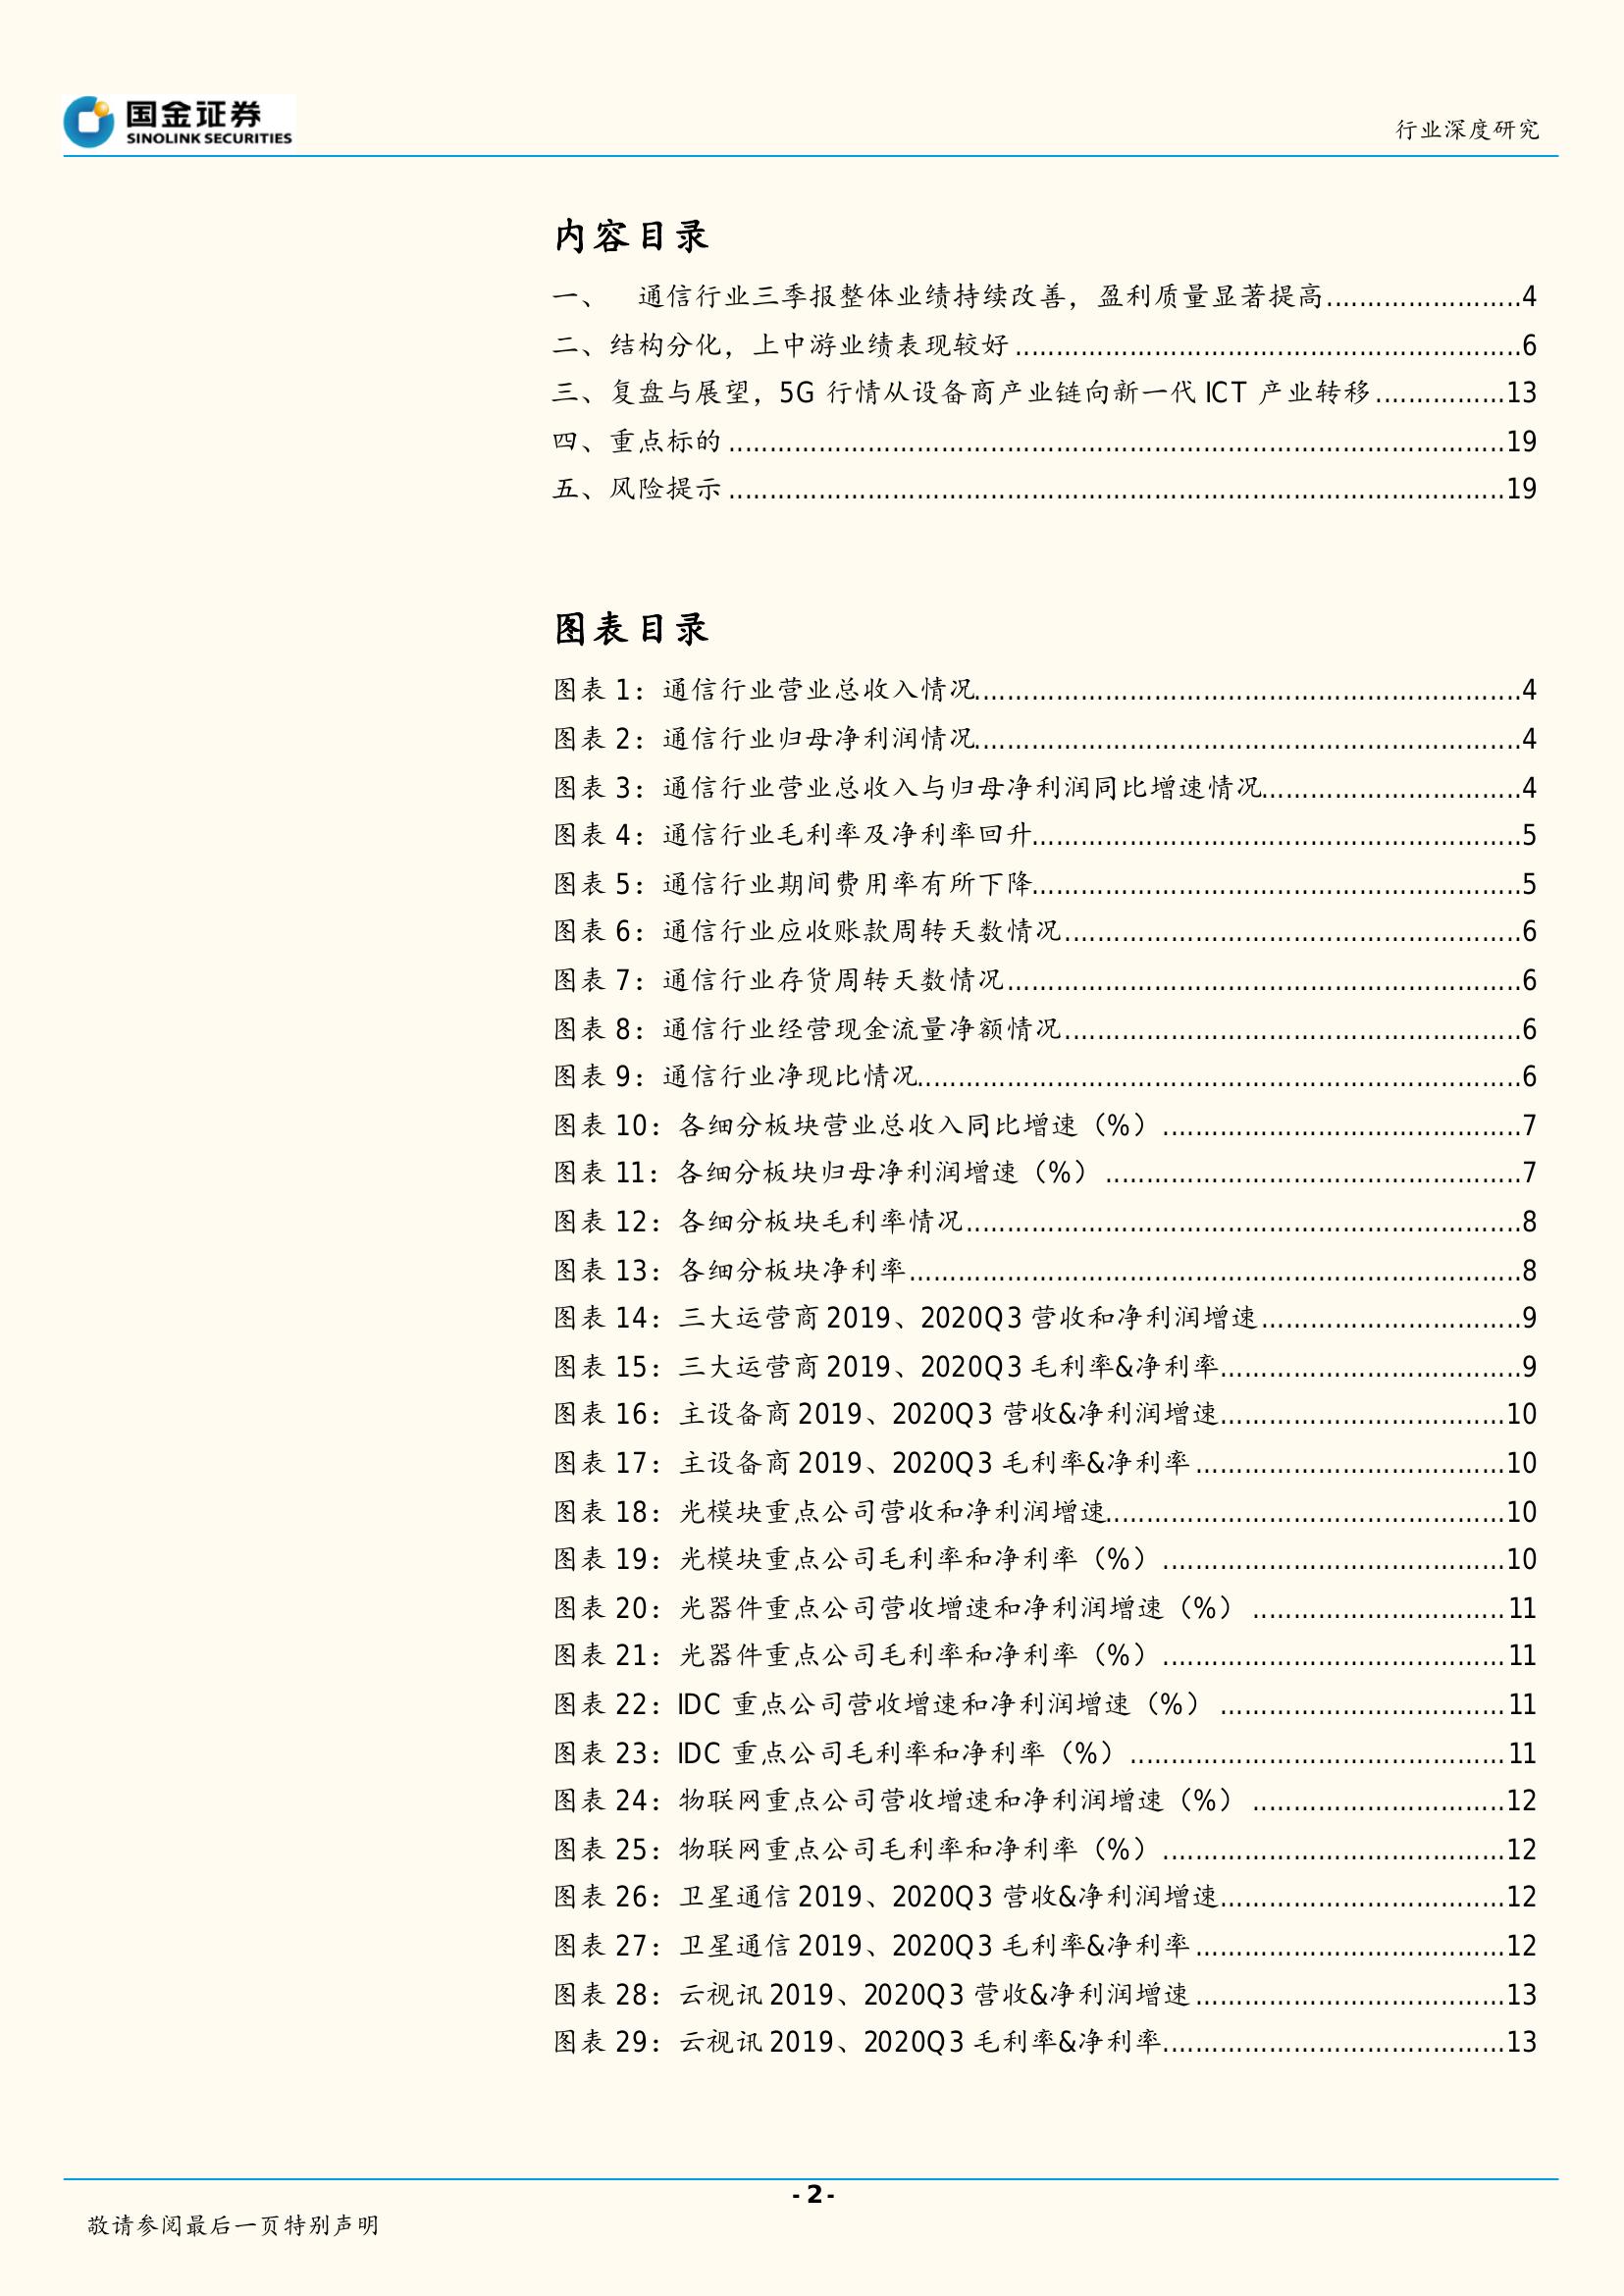 国金证券
SINOLINK SECURITIES
行业深度研究
内容目录
一、 通信行业三季报整体业绩持续改善，盈利质量显著提高........................4
二、结构分化，上中游业绩表现较好..............................................................6
三、复盘与展望，5G 行情从设备商产业链向新一代 ICT 产业转移................13
四、重点标的...............................................................................................19
五、风险提示...............................................................................................19
图表目录
图表 1：通信行业营业总收入情况...................................................................4
图表 2：通信行业归母净利润情况...................................................................4
图表 3：通信行业营业总收入与归母净利润同比增速情况................................4
图表 4：通信行业毛利率及净利率回升............................................................5
图表 5：通信行业期间费用率有所下降............................................................5
图表 6：通信行业应收账款周转天数情况........................................................6
图表 7：通信行业存货周转天数情况...............................................................6
图表 8：通信行业经营现金流量净额情况........................................................6
图表 9：通信行业净现比情况..........................................................................6
图表 10：各细分板块营业总收入同比增速（%）............................................7
图表 11：各细分板块归母净利润增速（%）...................................................7
图表 12：各细分板块毛利率情况....................................................................8
图表 13：各细分板块净利率...........................................................................8
图表 14：三大运营商 2019、2020Q3 营收和净利润增速................................9
图表 15：三大运营商 2019、2020Q3 毛利率&净利率.....................................9
图表 16：主设备商 2019、2020Q3 营收&净利润增速...................................10
图表 17：主设备商 2019、2020Q3 毛利率&净利率......................................10
图表 18：光模块重点公司营收和净利润增速.................................................10
图表 19：光模块重点公司毛利率和净利率（%）..........................................10
图表 20：光器件重点公司营收增速和净利润增速（%）...............................11
图表 21：光器件重点公司毛利率和净利率（%）..........................................11
图表 22：IDC 重点公司营收增速和净利润增速（%）...................................11
图表 23：IDC 重点公司毛利率和净利率（%）..............................................11
图表 24：物联网重点公司营收增速和净利润增速（%）...............................12
图表 25：物联网重点公司毛利率和净利率（%）..........................................12
图表 26：卫星通信 2019、2020Q3 营收&净利润增速...................................12
图表 27：卫星通信 2019、2020Q3 毛利率&净利率......................................12
图表 28：云视讯 2019、2020Q3 营收&净利润增速......................................13
图表 29：云视讯 2019、2020Q3 毛利率&净利率..........................................13
- 2 -
敬请参阅最后一页特别声明